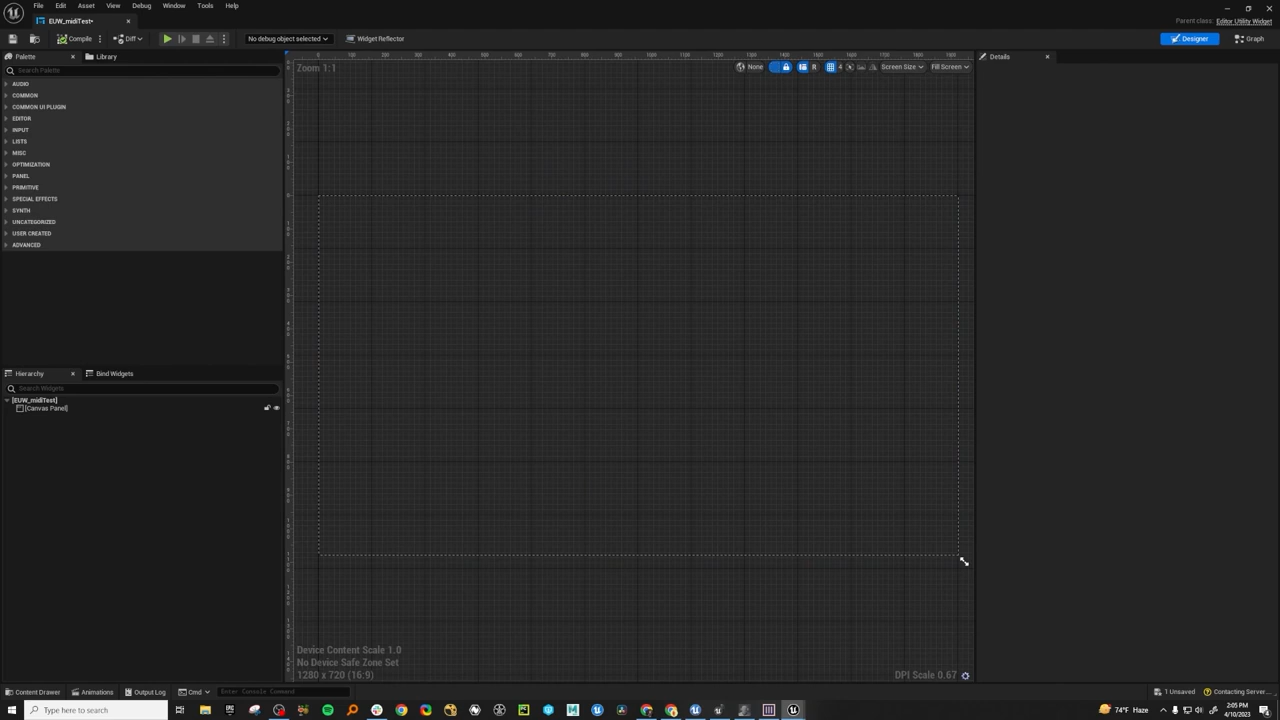 File Edit Asset View Debug Window Tools Help
EUW_midiTest•
Parent class: Editor Utility Widget
Compile Diff No debug object selected Widget Reflector Designer Graph
Palette Library
Details
Search Palette
Zoom 1:1
None R 4 Screen Size Fill Screen
AUDIO
COMMON
COMMON UI PLUGIN
EDITOR
INPUT
LISTS
MISC
OPTIMIZATION
PANEL
PRIMITIVE
SPECIAL EFFECTS
SYNTH
UNCATEGORIZED
USER CREATED
ADVANCED
Hierarchy Bind Widgets
Search Widgets
[EUW_midiTest]
[Canvas Panel]
Device Content Scale 1.0
No Device Safe Zone Set
1280 x 720 (16:9)
DPI Scale 0.67
Content Drawer Animations Output Log Cmd Enter Console Command 1 Unsaved Contacting Server...
Type here to search
74°F Haze
2:05 PM
4/10/2023